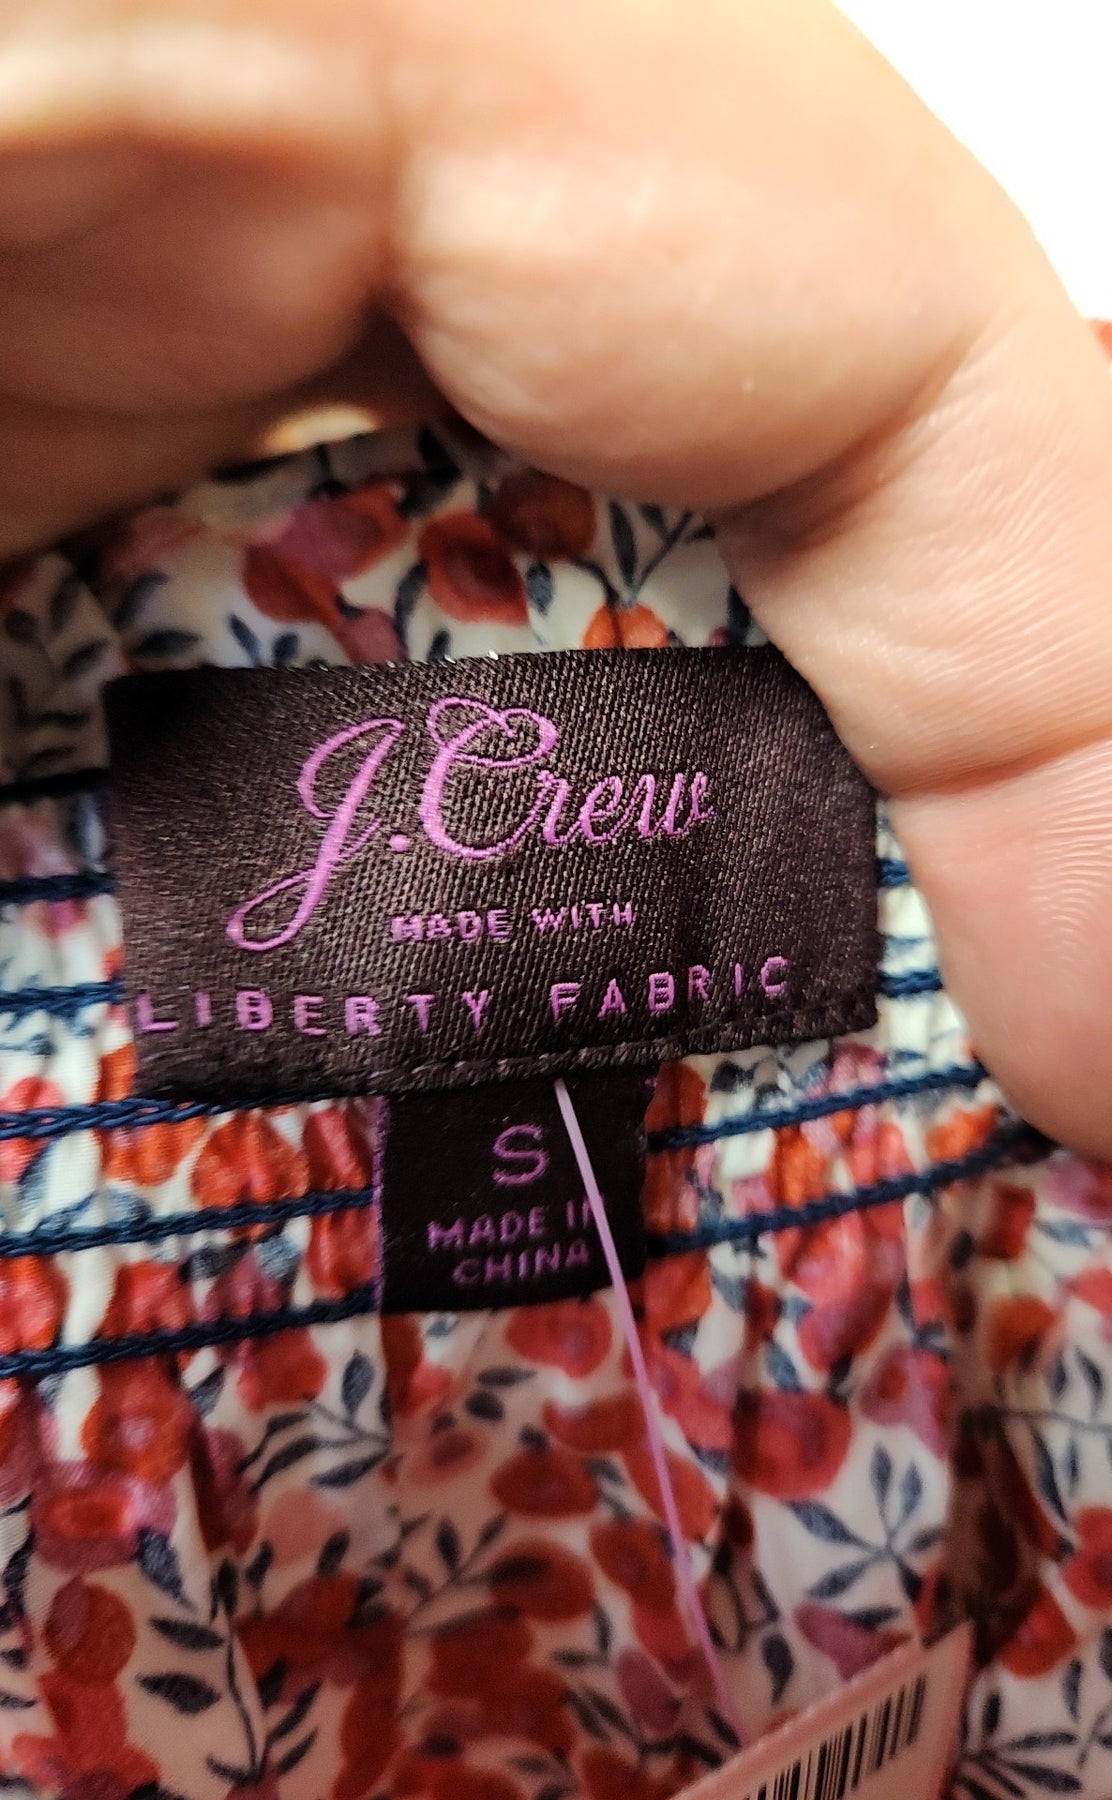 J.Crew
MADE WITH
LIBERTY FABRIC
S
MADE IN
CHINA